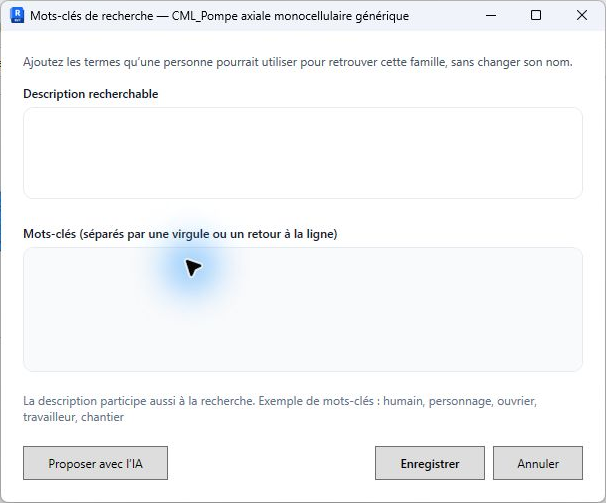 Mots-clés de recherche — CML_Pompe axiale monocellulaire générique
Ajoutez les termes qu'une personne pourrait utiliser pour retrouver cette famille, sans changer son nom.
Description recherchable
Mots-clés (séparés par une virgule ou un retour à la ligne)
La description participe aussi à la recherche. Exemple de mots-clés : humain, personnage, ouvrier,
travailleur, chantier
Proposer avec l'IA
Enregistrer
Annuler